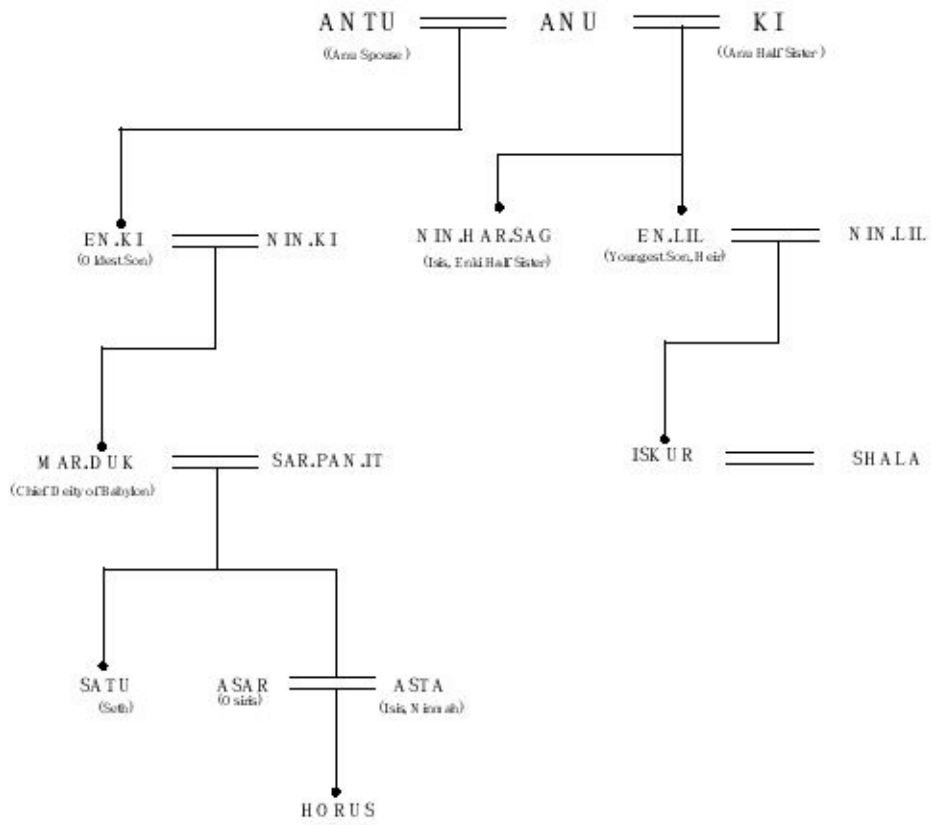 ANTU ANU KI
((Anu Spouse) ((Anu Half Sister)
EN.KI NIN.KI NIN.HAR.SAG EN.LIL NIN.LIL
(Oldest Son) (Isis, Enki Half Sister) (Youngest Son, Heir)
MAR.DUK SAR.PAN.IT ISKUR SHALA
(Chief Deity of Babylon)
SATU ASAR ASTA
(Seth) (Osiris) (Isis, Ninmah)
HORUS